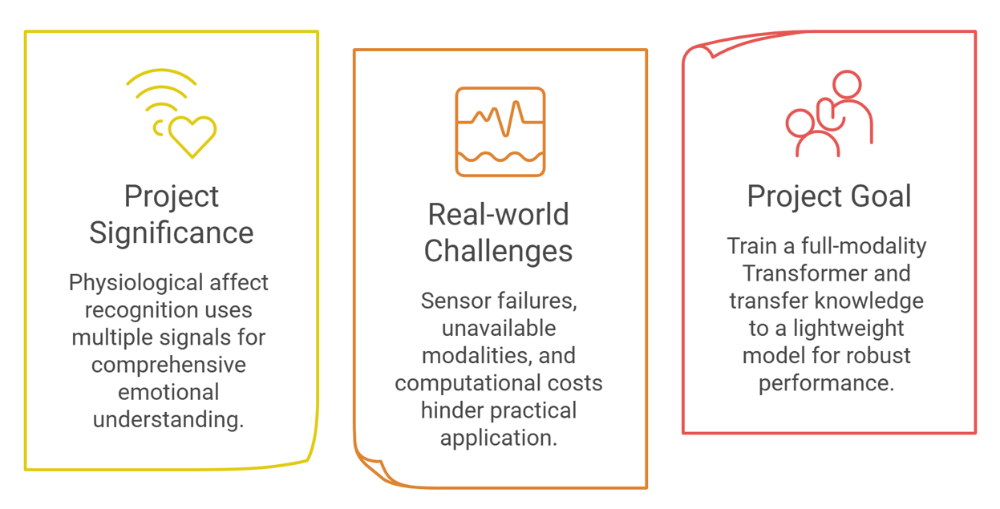 Project
Significance
Physiological affect
recognition uses
multiple signals for
comprehensive
emotional
understanding.
Real-world
Challenges
Sensor failures,
unavailable
modalities, and
computational costs
hinder practical
application.
Project Goal
Train a full-modality
Transformer and
transfer knowledge
to a lightweight
model for robust
performance.